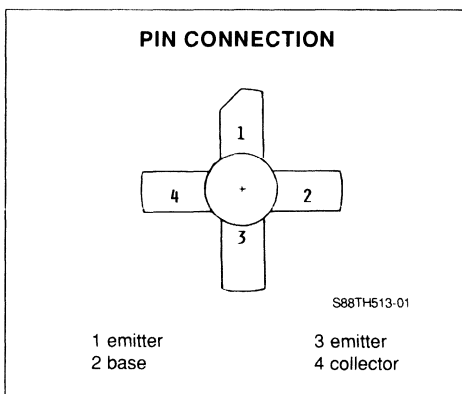 PIN CONNECTION
1
4
2
3
S88TH513-01
1 emitter
3 emitter
2 base
4 collector